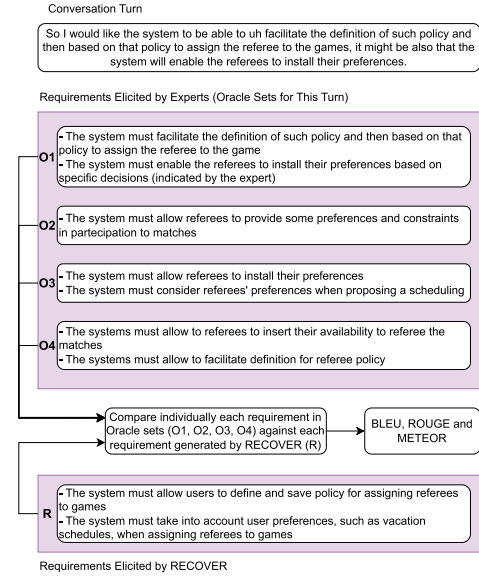 Conversation Turn
So I would like the system to be able to uh facilitate the definition of such policy and
then based on that policy to assign the referee to the games, it might be also that the
system will enable the referees to install their preferences.
Requirements Elicited by Experts (Oracle Sets for This Turn)
O1
- The system must facilitate the definition of such policy and then based on that
policy to assign the referee to the game
- The system must enable the referees to install their preferences based on
specific decisions (indicated by the expert)
O2
- The system must allow referees to provide some preferences and constraints
in partecipation to matches
O3
- The system must allow referees to install their preferences
- The system must consider referees' preferences when proposing a scheduling
O4
- The systems must allow to referees to insert their availability to referee the
matches
- The systems must allow to facilitate definition for referee policy
Compare individually each requirement in
Oracle sets (O1, O2, O3, O4) against each
requirement generated by RECOVER (R)
BLEU, ROUGE and
METEOR
R
- The system must allow users to define and save policy for assigning referees
to games
- The system must take into account user preferences, such as vacation
schedules, when assigning referees to games
Requirements Elicited by RECOVER